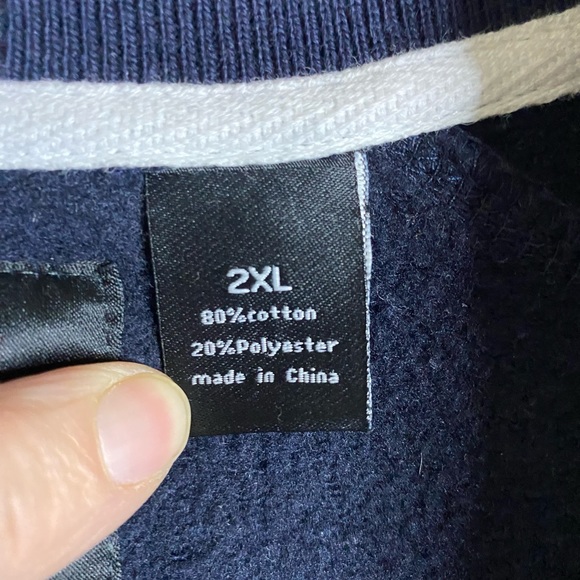 2XL
80%cotton
20%Polyester
made in China